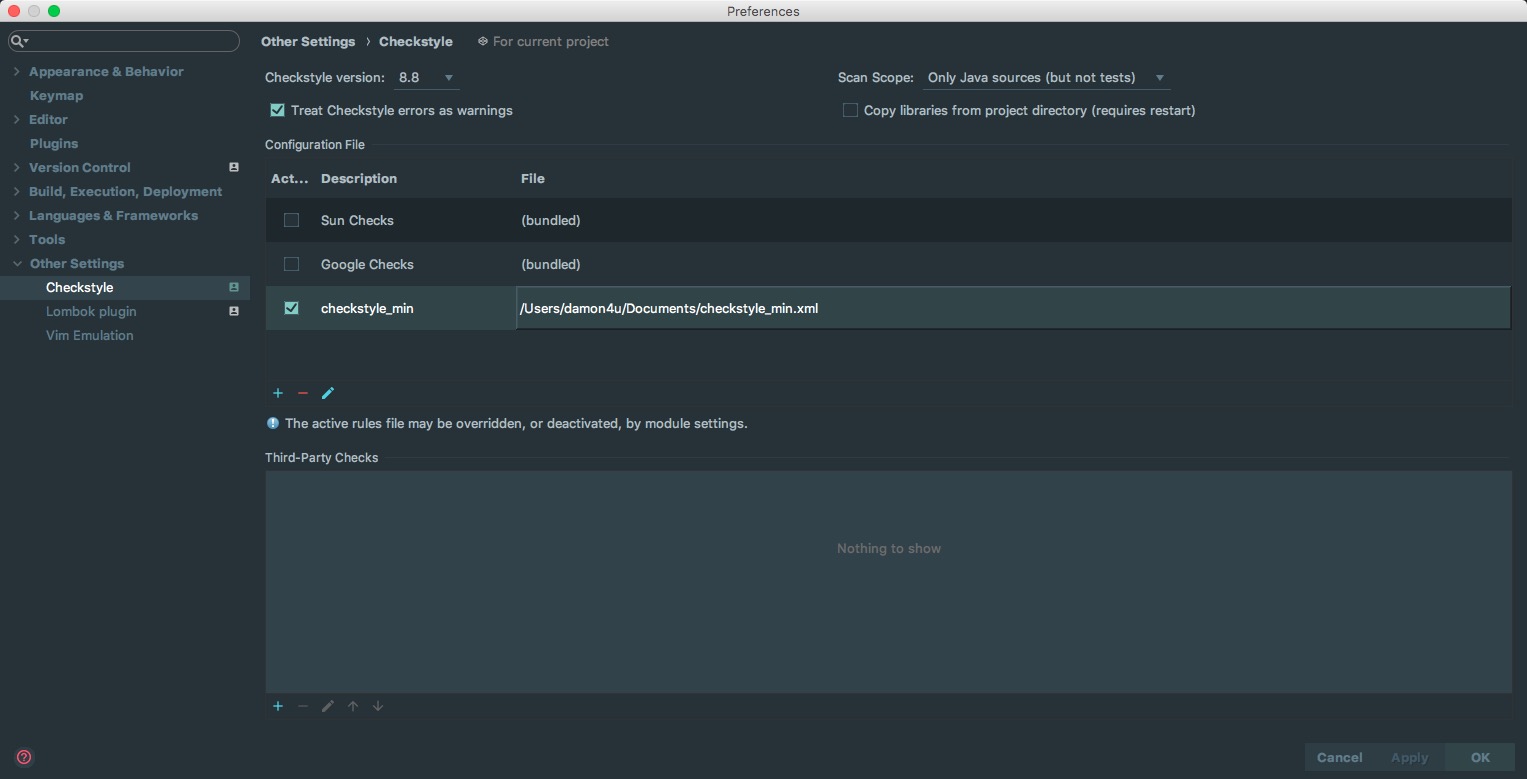 Preferences
Other Settings › Checkstyle For current project
Appearance & Behavior
Keymap
Editor
Plugins
Version Control
Build, Execution, Deployment
Languages & Frameworks
Tools
Other Settings
Checkstyle
Lombok plugin
Vim Emulation
Checkstyle version: 8.8 Scan Scope: Only Java sources (but not tests)
Treat Checkstyle errors as warnings Copy libraries from project directory (requires restart)
Configuration File
Act... Description File
Sun Checks (bundled)
Google Checks (bundled)
checkstyle_min /Users/damon4u/Documents/checkstyle_min.xml
The active rules file may be overridden, or deactivated, by module settings.
Third-Party Checks
Nothing to show
? Cancel Apply OK